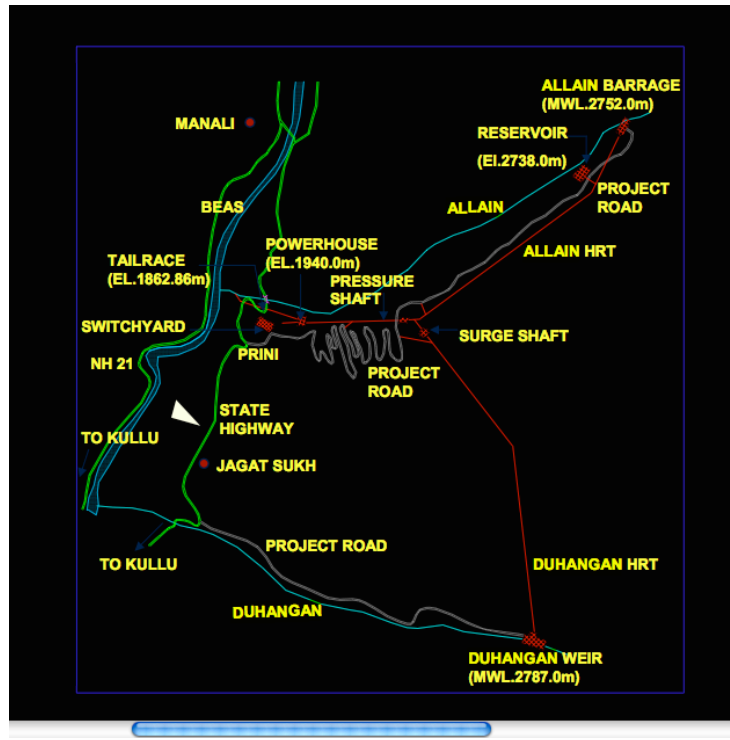 ALLAIN BARRAGE
(MWL.2752.0m)
MANALI
RESERVOIR
(El.2738.0m)
PROJECT
ROAD
BEAS
ALLAIN
ALLAIN HRT
POWERHOUSE
(EL.1940.0m)
TAILRACE
(EL.1862.86m)
PRESSURE
SHAFT
SWITCHYARD
SURGE SHAFT
PRINI
NH 21
PROJECT
ROAD
STATE
HIGHWAY
TO KULLU
JAGAT SUKH
PROJECT ROAD
TO KULLU
DUHANGAN HRT
DUHANGAN
DUHANGAN WEIR
(MWL.2787.0m)